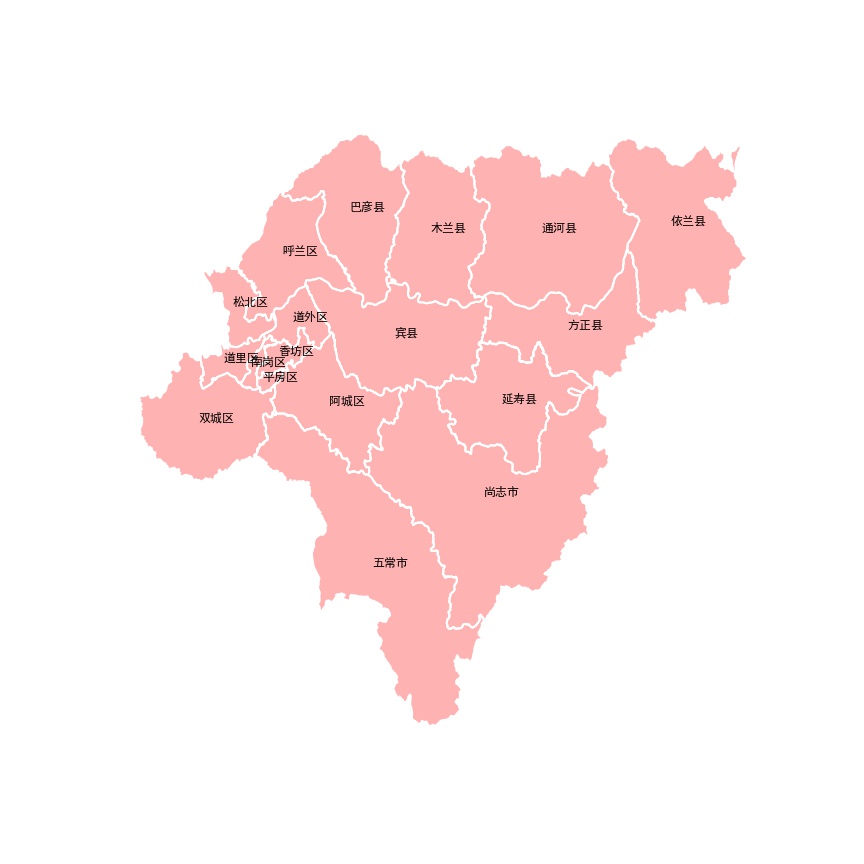 巴彦县
依兰县
木兰县
通河县
呼兰区
松北区
道外区
方正县
宾县
香坊区
道里区
南岗区
平房区
延寿县
阿城区
双城区
尚志市
五常市